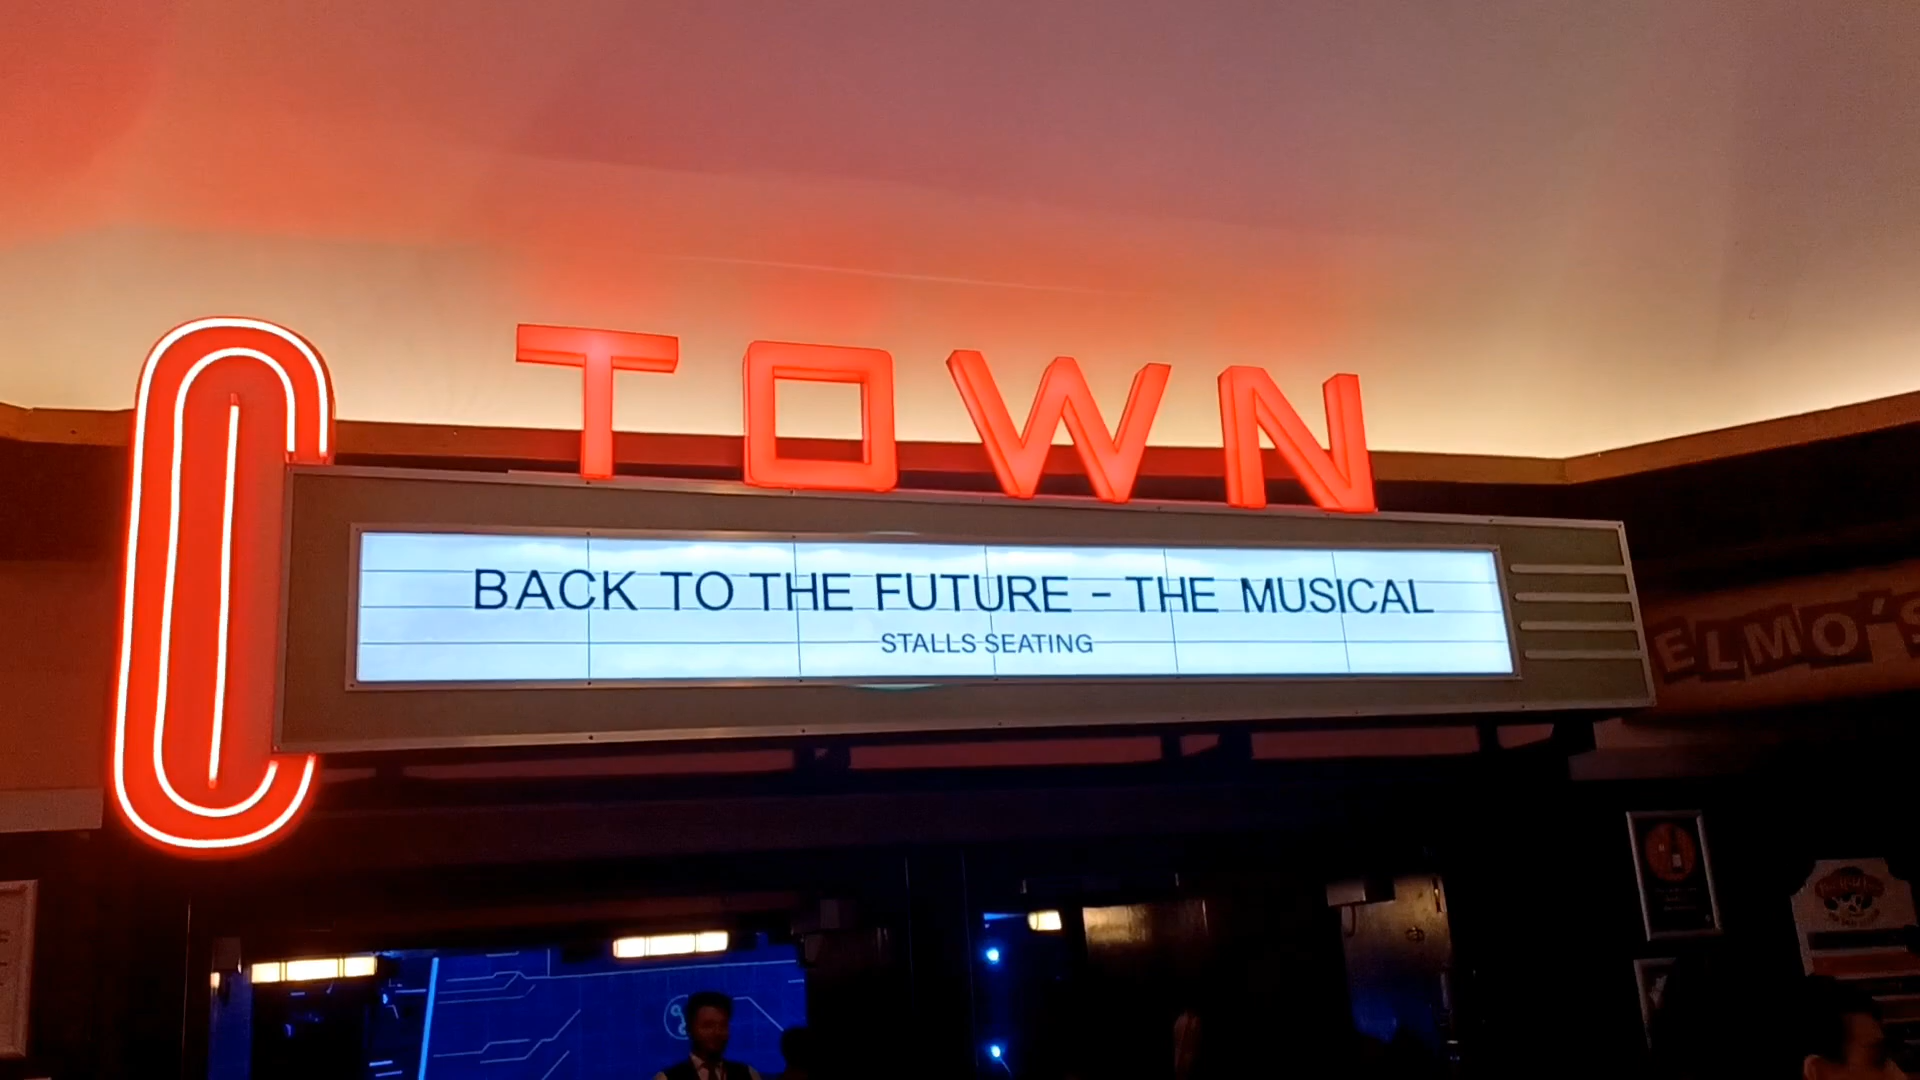 TOWN
BACK TO THE FUTURE - THE MUSICAL
STALLS SEATING
ELMO'S